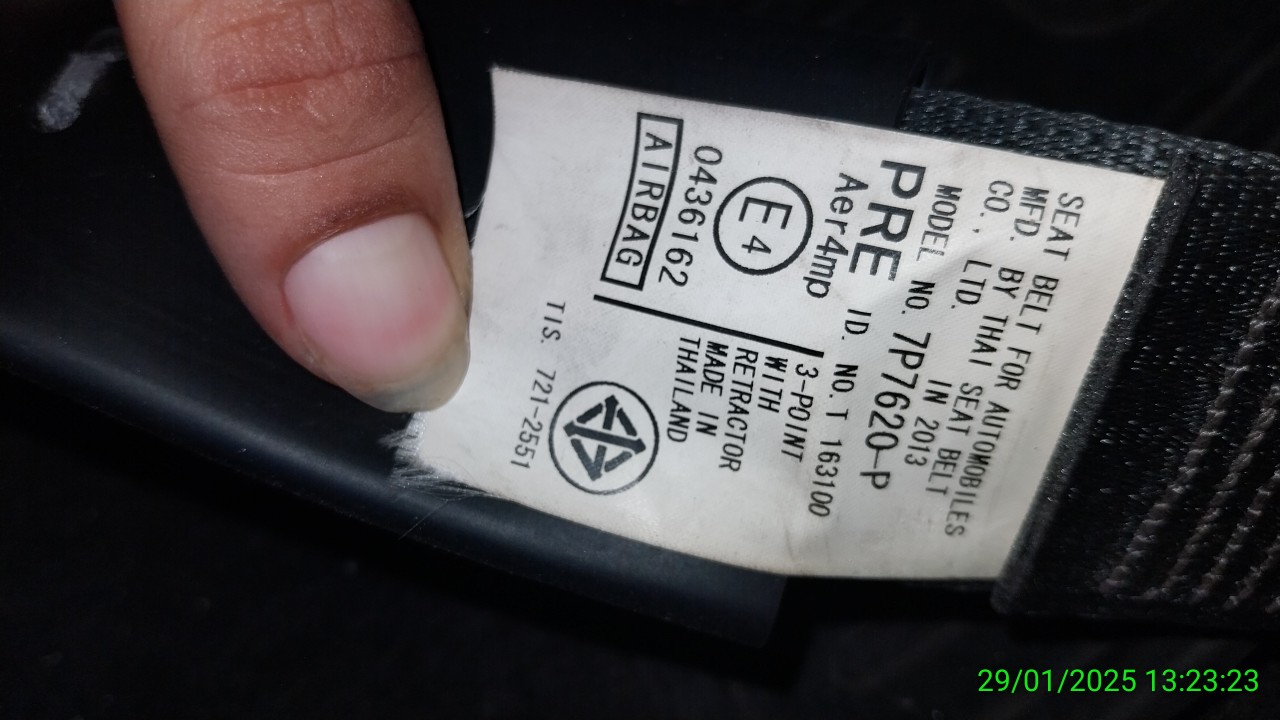 SEAT BELT FOR AUTOMOBILES
MFD. BY THAI SEAT BELT
CO., LTD. IN 2013
MODEL NO. 7P7620-P
PRE ID. NO.T 163100
Aer4mp
E4
3-POINT
WITH
RETRACTOR
MADE IN
THAILAND
0436162
AIRBAG
TIS. 721-2551
29/01/2025 13:23:23